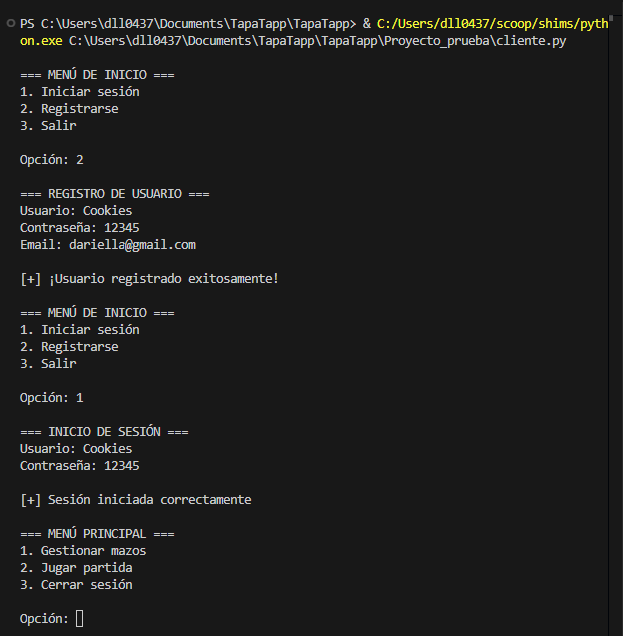 PS C:\Users\dll0437\Documents\TapaTapp\TapaTapp> & C:/Users/dll0437/scoop/shims/pyth
on.exe C:\Users\dll0437\Documents\TapaTapp\TapaTapp\Proyecto_prueba\cliente.py
=== MENÚ DE INICIO ===
1. Iniciar sesión
2. Registrarse
3. Salir
Opción: 2
=== REGISTRO DE USUARIO ===
Usuario: Cookies
Contraseña: 12345
Email: dariella@gmail.com
[+] ¡Usuario registrado exitosamente!
=== MENÚ DE INICIO ===
1. Iniciar sesión
2. Registrarse
3. Salir
Opción: 1
=== INICIO DE SESIÓN ===
Usuario: Cookies
Contraseña: 12345
[+] Sesión iniciada correctamente
=== MENÚ PRINCIPAL ===
1. Gestionar mazos
2. Jugar partida
3. Cerrar sesión
Opción: